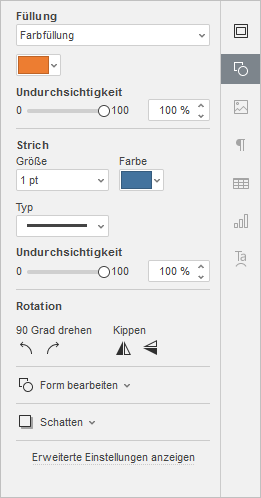 Füllung
Farbfüllung
Undurchsichtigkeit
0 100 100 %
Strich
Größe Farbe
1 pt
Typ
Undurchsichtigkeit
0 100 100 %
Rotation
90 Grad drehen Kippen
Form bearbeiten
Schatten
Erweiterte Einstellungen anzeigen
Ta